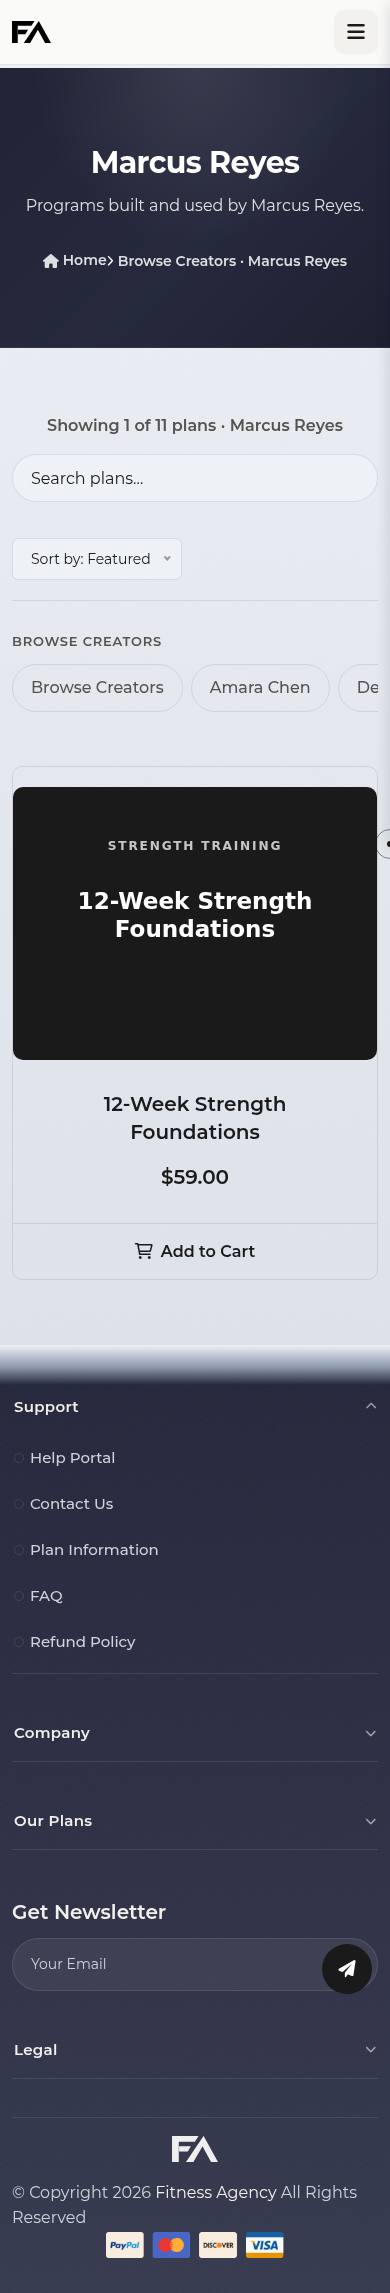 FA
Marcus Reyes
Programs built and used by Marcus Reyes.
Home
Browse Creators · Marcus Reyes
Showing 1 of 11 plans · Marcus Reyes
Search plans...
Sort by: Featured
BROWSE CREATORS
Browse Creators
Amara Chen
De
STRENGTH TRAINING
12-Week Strength
Foundations
12-Week Strength
Foundations
$59.00
Add to Cart
Support
Help Portal
Contact Us
Plan Information
FAQ
Refund Policy
Company
Our Plans
Get Newsletter
Your Email
Legal
FA
© Copyright 2026 Fitness Agency All Rights
Reserved
PayPal
DISCOVER
VISA